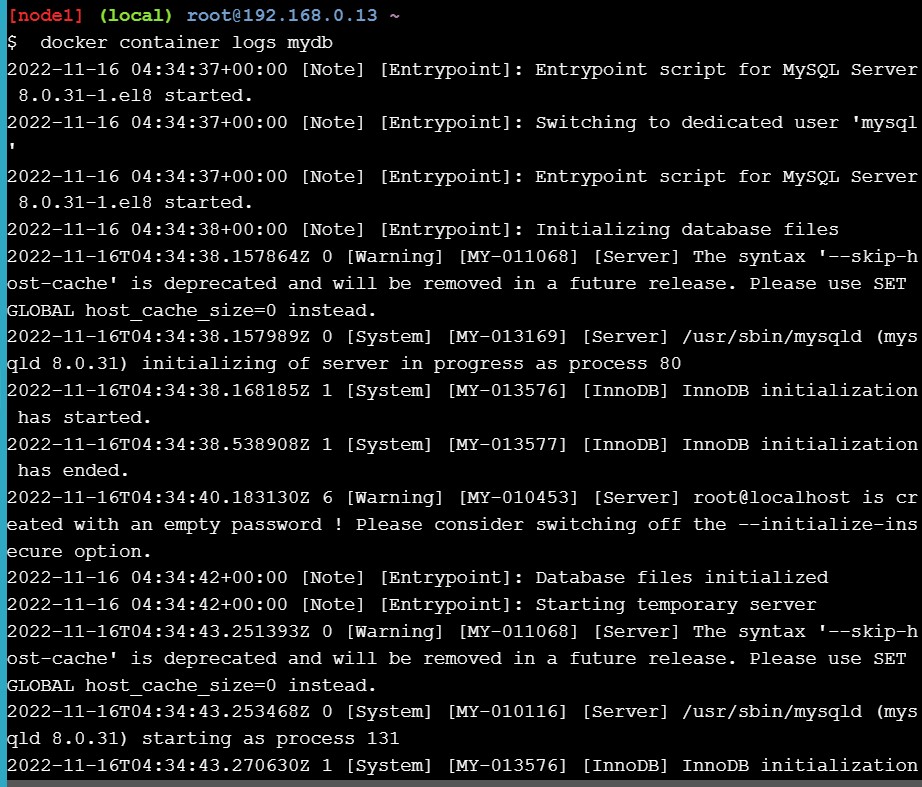 [node1] (local) root@192.168.0.13 ~
$  docker container logs mydb
2022-11-16 04:34:37+00:00 [Note] [Entrypoint]: Entrypoint script for MySQL Server
 8.0.31-1.el8 started.
2022-11-16 04:34:37+00:00 [Note] [Entrypoint]: Switching to dedicated user 'mysql
'
2022-11-16 04:34:37+00:00 [Note] [Entrypoint]: Entrypoint script for MySQL Server
 8.0.31-1.el8 started.
2022-11-16 04:34:38+00:00 [Note] [Entrypoint]: Initializing database files
2022-11-16T04:34:38.157864Z 0 [Warning] [MY-011068] [Server] The syntax '--skip-h
ost-cache' is deprecated and will be removed in a future release. Please use SET
GLOBAL host_cache_size=0 instead.
2022-11-16T04:34:38.157989Z 0 [System] [MY-013169] [Server] /usr/sbin/mysqld (mys
qld 8.0.31) initializing of server in progress as process 80
2022-11-16T04:34:38.168185Z 1 [System] [MY-013576] [InnoDB] InnoDB initialization
 has started.
2022-11-16T04:34:38.538908Z 1 [System] [MY-013577] [InnoDB] InnoDB initialization
 has ended.
2022-11-16T04:34:40.183130Z 6 [Warning] [MY-010453] [Server] root@localhost is cr
eated with an empty password ! Please consider switching off the --initialize-ins
ecure option.
2022-11-16 04:34:42+00:00 [Note] [Entrypoint]: Database files initialized
2022-11-16 04:34:42+00:00 [Note] [Entrypoint]: Starting temporary server
2022-11-16T04:34:43.251393Z 0 [Warning] [MY-011068] [Server] The syntax '--skip-h
ost-cache' is deprecated and will be removed in a future release. Please use SET
GLOBAL host_cache_size=0 instead.
2022-11-16T04:34:43.253468Z 0 [System] [MY-010116] [Server] /usr/sbin/mysqld (mys
qld 8.0.31) starting as process 131
2022-11-16T04:34:43.270630Z 1 [System] [MY-013576] [InnoDB] InnoDB initialization